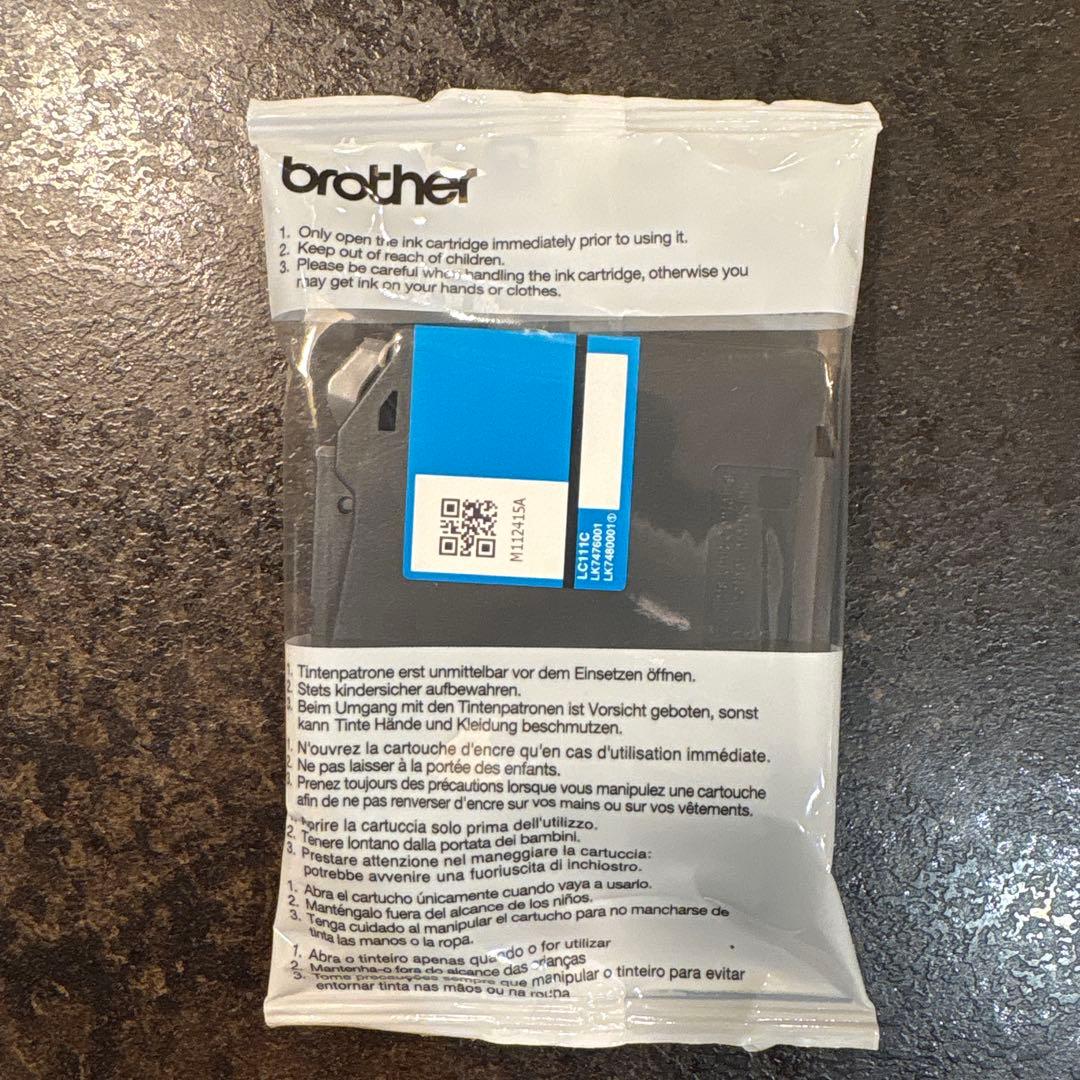 brother
1. Only open the ink cartridge immediately prior to using it.
2. Keep out of reach of children.
3. Please be careful when handling the ink cartridge, otherwise you
may get ink on your hands or clothes.
M112415A
LC111C
LK7476001
LK7480001①
1. Tintenpatrone erst unmittelbar vor dem Einsetzen öffnen.
2. Stets kindersicher aufbewahren.
3. Beim Umgang mit den Tintenpatronen ist Vorsicht geboten, sonst
kann Tinte Hände und Kleidung beschmutzen.
1. N'ouvrez la cartouche d'encre qu'en cas d'utilisation immédiate.
2. Ne pas laisser à la portée des enfants.
3. Prenez toujours des précautions lorsque vous manipulez une cartouche
afin de ne pas renverser d'encre sur vos mains ou sur vos vêtements.
1. Aprire la cartuccia solo prima dell'utilizzo.
2. Tenere lontano dalla portata dei bambini.
3. Prestare attenzione nel maneggiare la cartuccia:
potrebbe avvenire una fuoriuscita di inchiostro.
1. Abra el cartucho únicamente cuando vaya a usarlo.
2. Manténgalo fuera del alcance de los niños.
3. Tenga cuidado al manipular el cartucho para no mancharse de
tinta las manos o la ropa.
1. Abra o tinteiro apenas quando o for utilizar
2. Mantenha-o fora do alcance das crianças
3. Tome precauções sempre que manipular o tinteiro para evitar
entornar tinta nas mãos ou na roupa